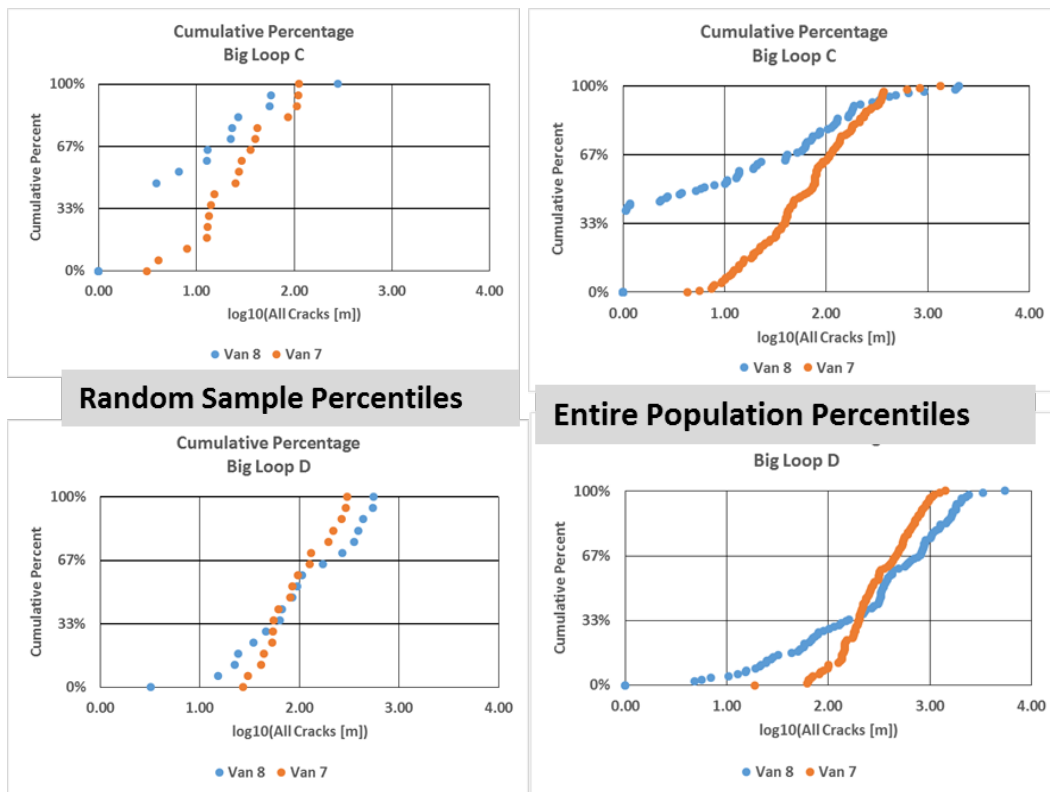 Cumulative Percentage
Big Loop C
100%
67%
33%
0%
Cumulative Percent
0.00 1.00 2.00 3.00 4.00
log10(All Cracks [m])
Van 8 Van 7
Cumulative Percentage
Big Loop C
100%
67%
33%
0%
Cumulative Percent
0.00 1.00 2.00 3.00 4.00
log10(All Cracks [m])
Van 8 Van 7
Random Sample Percentiles
Entire Population Percentiles
Cumulative Percentage
Big Loop D
100%
67%
33%
0%
Cumulative Percent
0.00 1.00 2.00 3.00 4.00
log10(All Cracks [m])
Van 8 Van 7
Big Loop D
100%
67%
33%
0%
Cumulative Percent
0.00 1.00 2.00 3.00 4.00
log10(All Cracks [m])
Van 8 Van 7